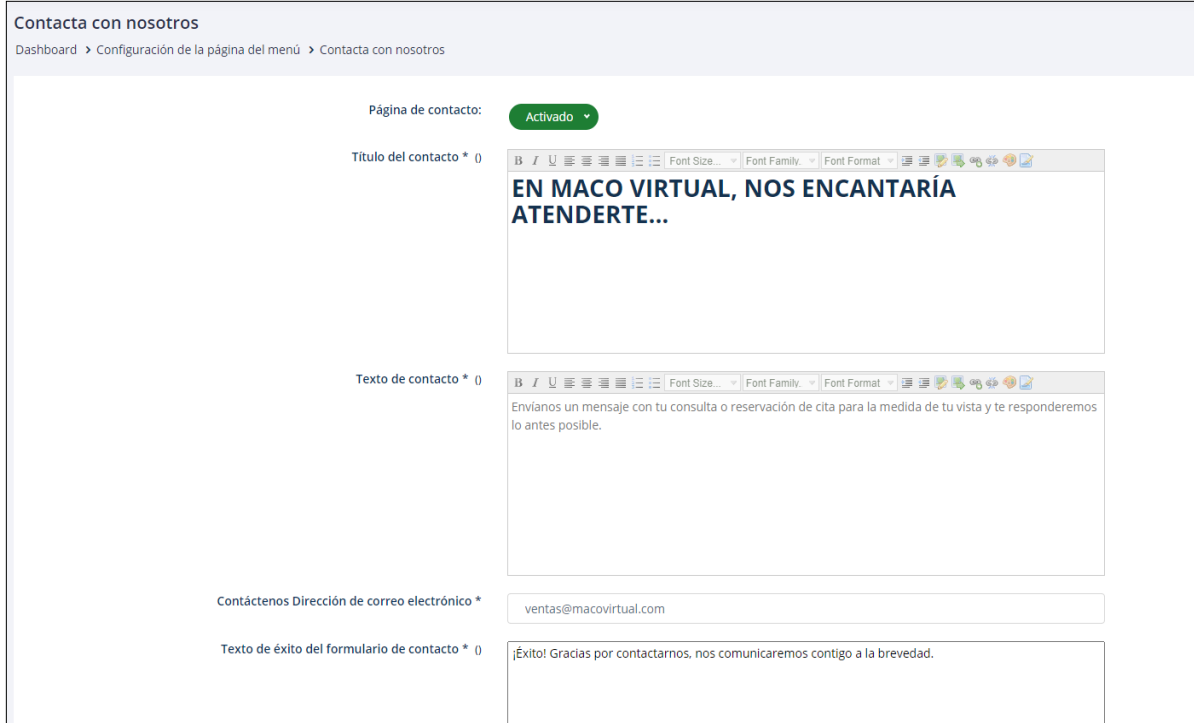 Contacta con nosotros
Dashboard > Configuración de la página del menú > Contacta con nosotros
Página de contacto:
Activado
Título del contacto * ()
B I U Font Size... Font Family. Font Format
EN MACO VIRTUAL, NOS ENCANTARÍA
ATENDERTE...
Texto de contacto * ()
B I U Font Size... Font Family. Font Format
Envíanos un mensaje con tu consulta o reservación de cita para la medida de tu vista y te responderemos
lo antes posible.
Contáctenos Dirección de correo electrónico *
ventas@macovirtual.com
Texto de éxito del formulario de contacto * ()
¡Éxito! Gracias por contactarnos, nos comunicaremos contigo a la brevedad.